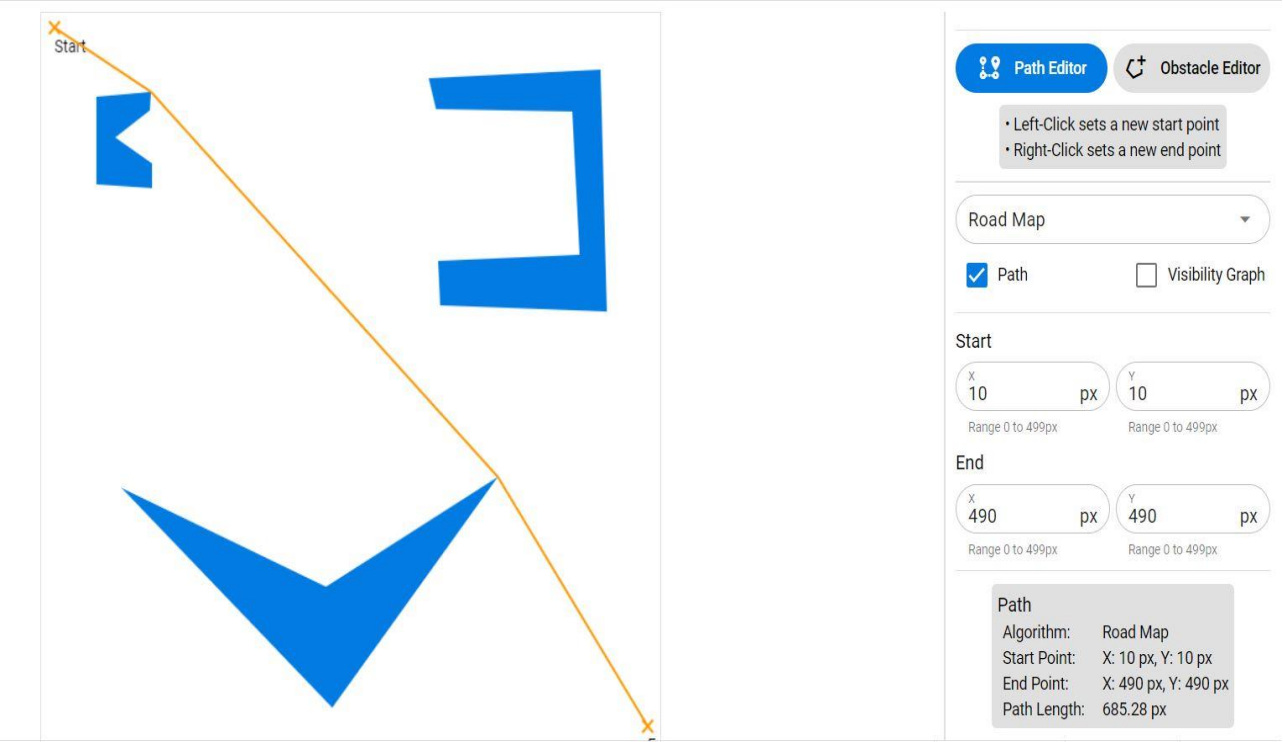 Start
Path Editor
Obstacle Editor
• Left-Click sets a new start point
• Right-Click sets a new end point
Road Map
Path
Visibility Graph
Start
X
10 px
Y
10 px
Range 0 to 499px
Range 0 to 499px
End
X
490 px
Y
490 px
Range 0 to 499px
Range 0 to 499px
Path
Algorithm: Road Map
Start Point: X: 10 px, Y: 10 px
End Point: X: 490 px, Y: 490 px
Path Length: 685.28 px